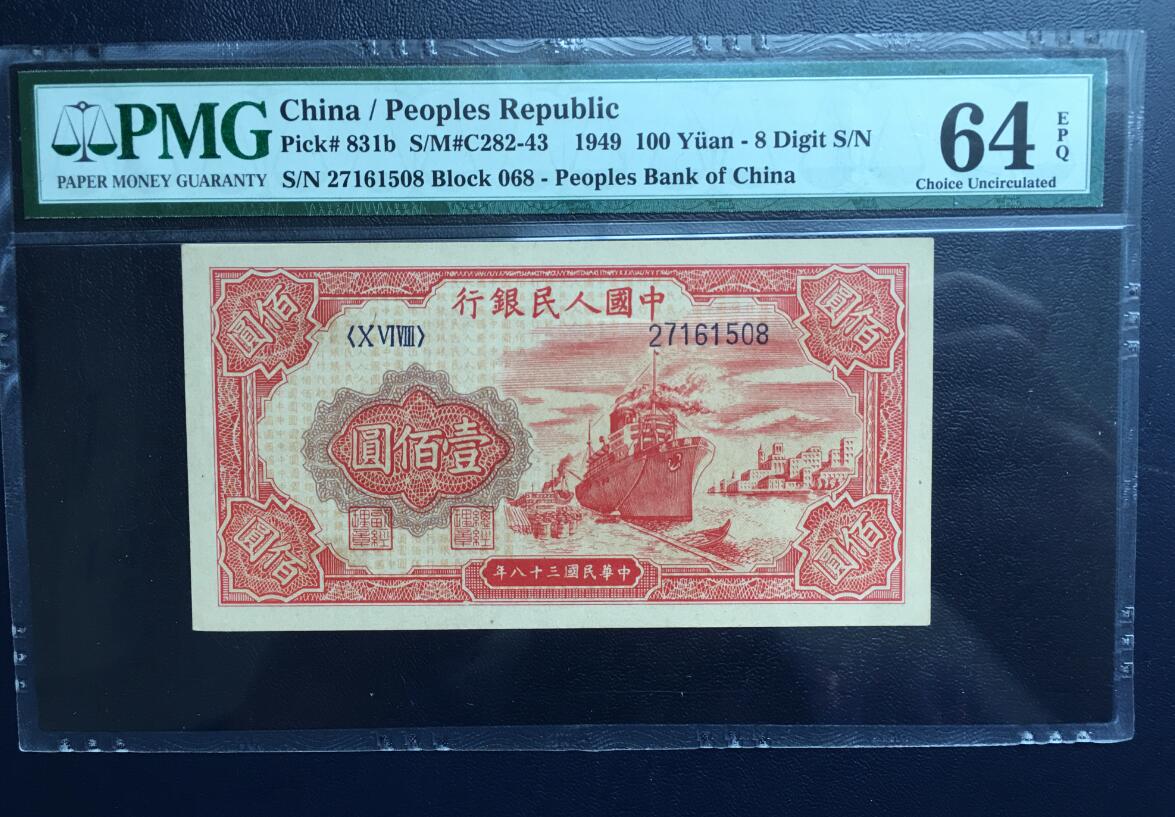 PMG
PAPER MONEY GUARANTY
China / Peoples Republic
Pick# 831b S/M#C282-43 1949 100 Yüan - 8 Digit S/N
S/N 27161508 Block 068 - Peoples Bank of China
64
EPQ
Choice Uncirculated
行銀民人國中
圓佰
圓佰
〈X VI VIII〉
27161508
圓佰壹
圓佰
圓佰
年八十三國民華中